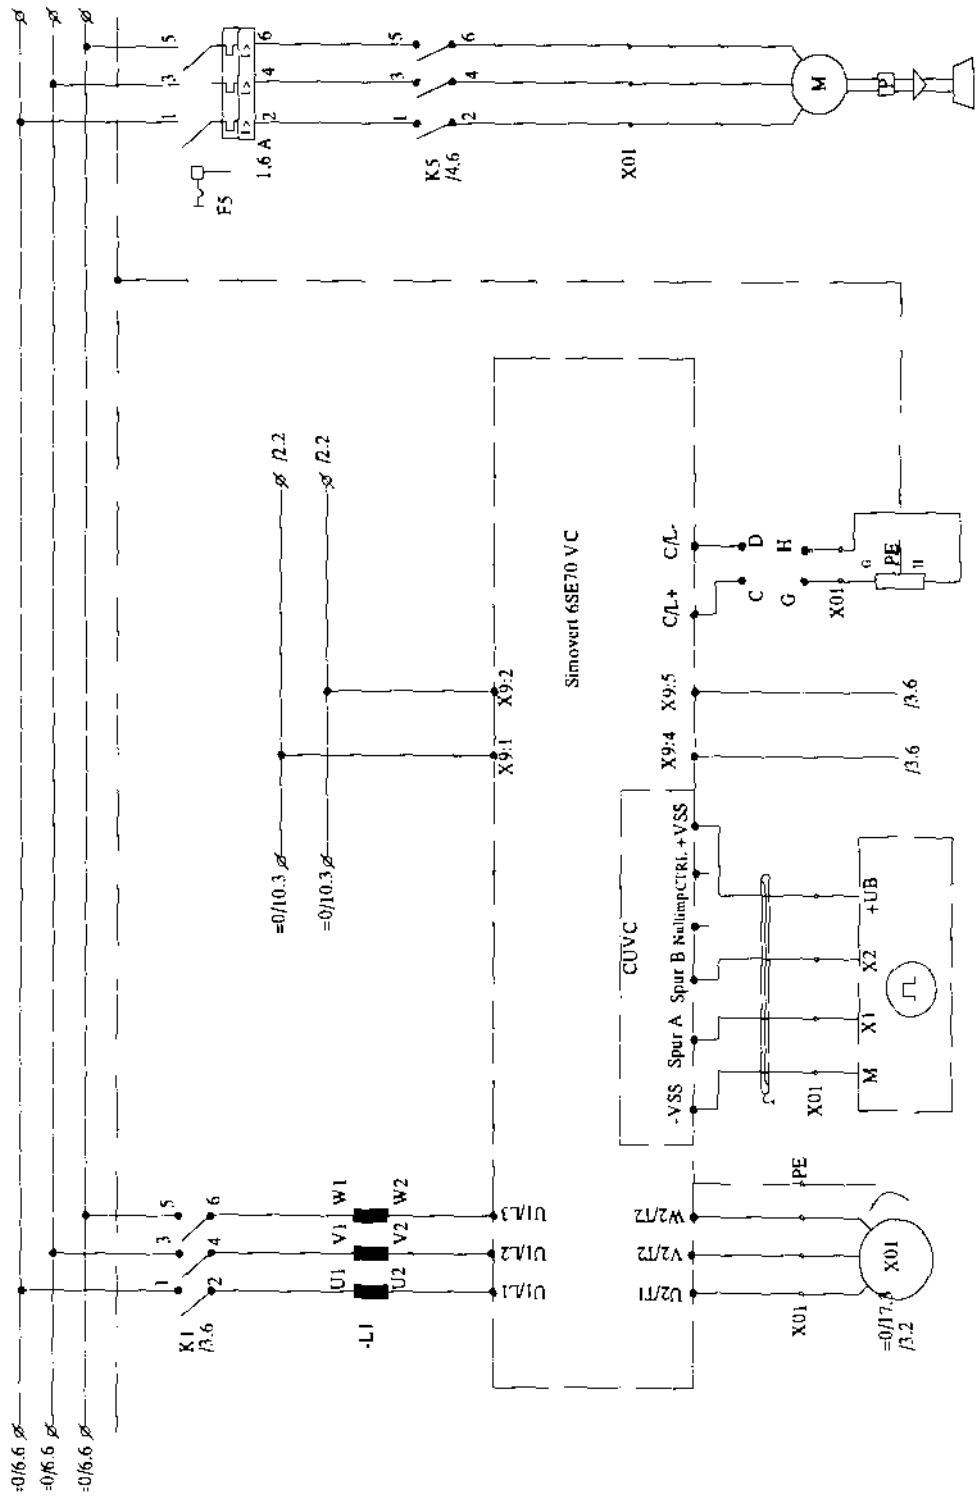 =0/6.6
=0/6.6
=0/6.6
K1
/3.6
1
3
5
2
4
6
-L1
U1
V1
W1
U2
V2
W2
U1/L1
U1/L2
U1/L3
U2/T1
V2/T2
W2/T2
X01
PE
X01
=0/17.3
/3.2
=0/10.3
=0/10.3
/2.2
/2.2
X9:1
X9:2
Simovert 6SE70 VC
CUVC
-VSS
Spur A
Spur B
Nullimp
CTRL
+VSS
X9:4
X9:5
C/L+
C/L-
X01
M
X1
X2
+UB
/3.6
/3.6
C
D
G
H
X01
G
PE
H
F5
1
3
5
I>
I>
I>
2
4
6
1.6 A
K5
/4.6
1
3
5
2
4
6
X01
M
P